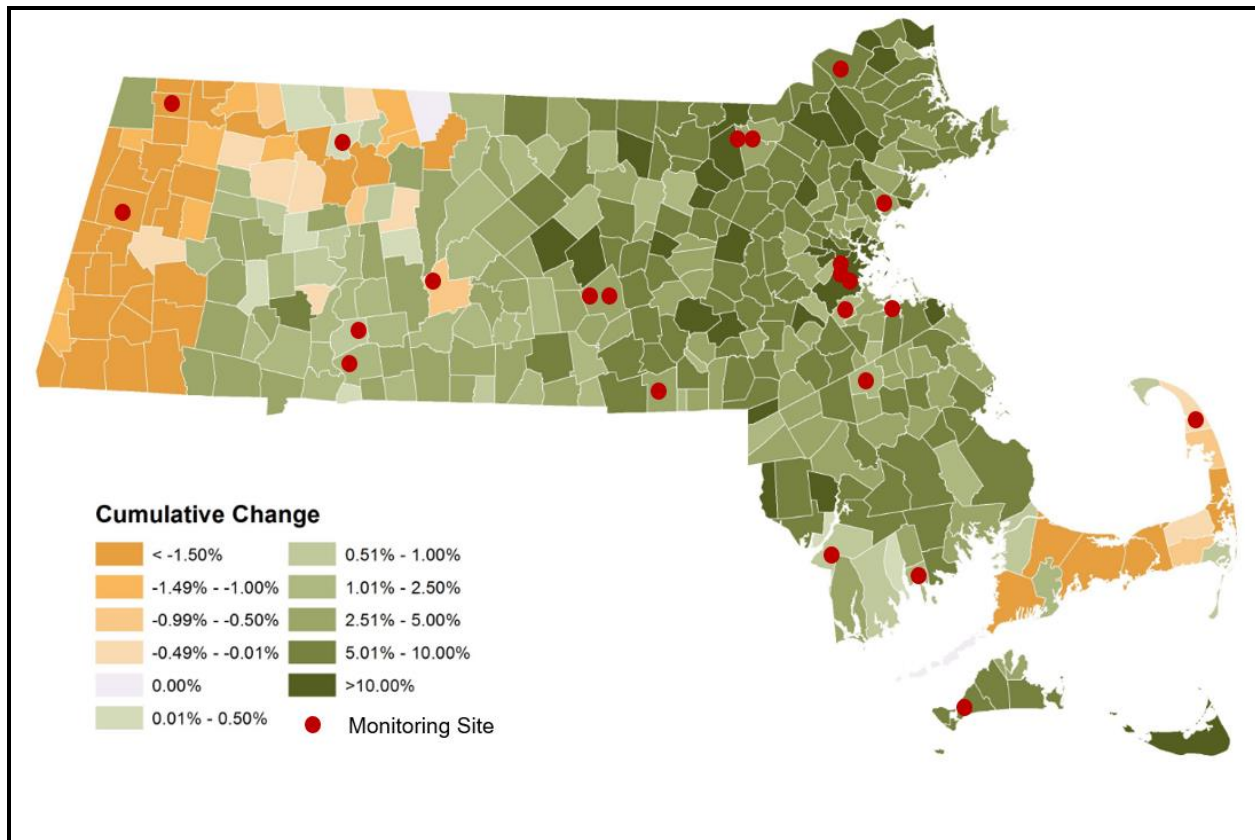 Cumulative Change
< -1.50%
-1.49% - -1.00%
-0.99% - -0.50%
-0.49% - -0.01%
0.00%
0.01% - 0.50%
0.51% - 1.00%
1.01% - 2.50%
2.51% - 5.00%
5.01% - 10.00%
>10.00%
Monitoring Site